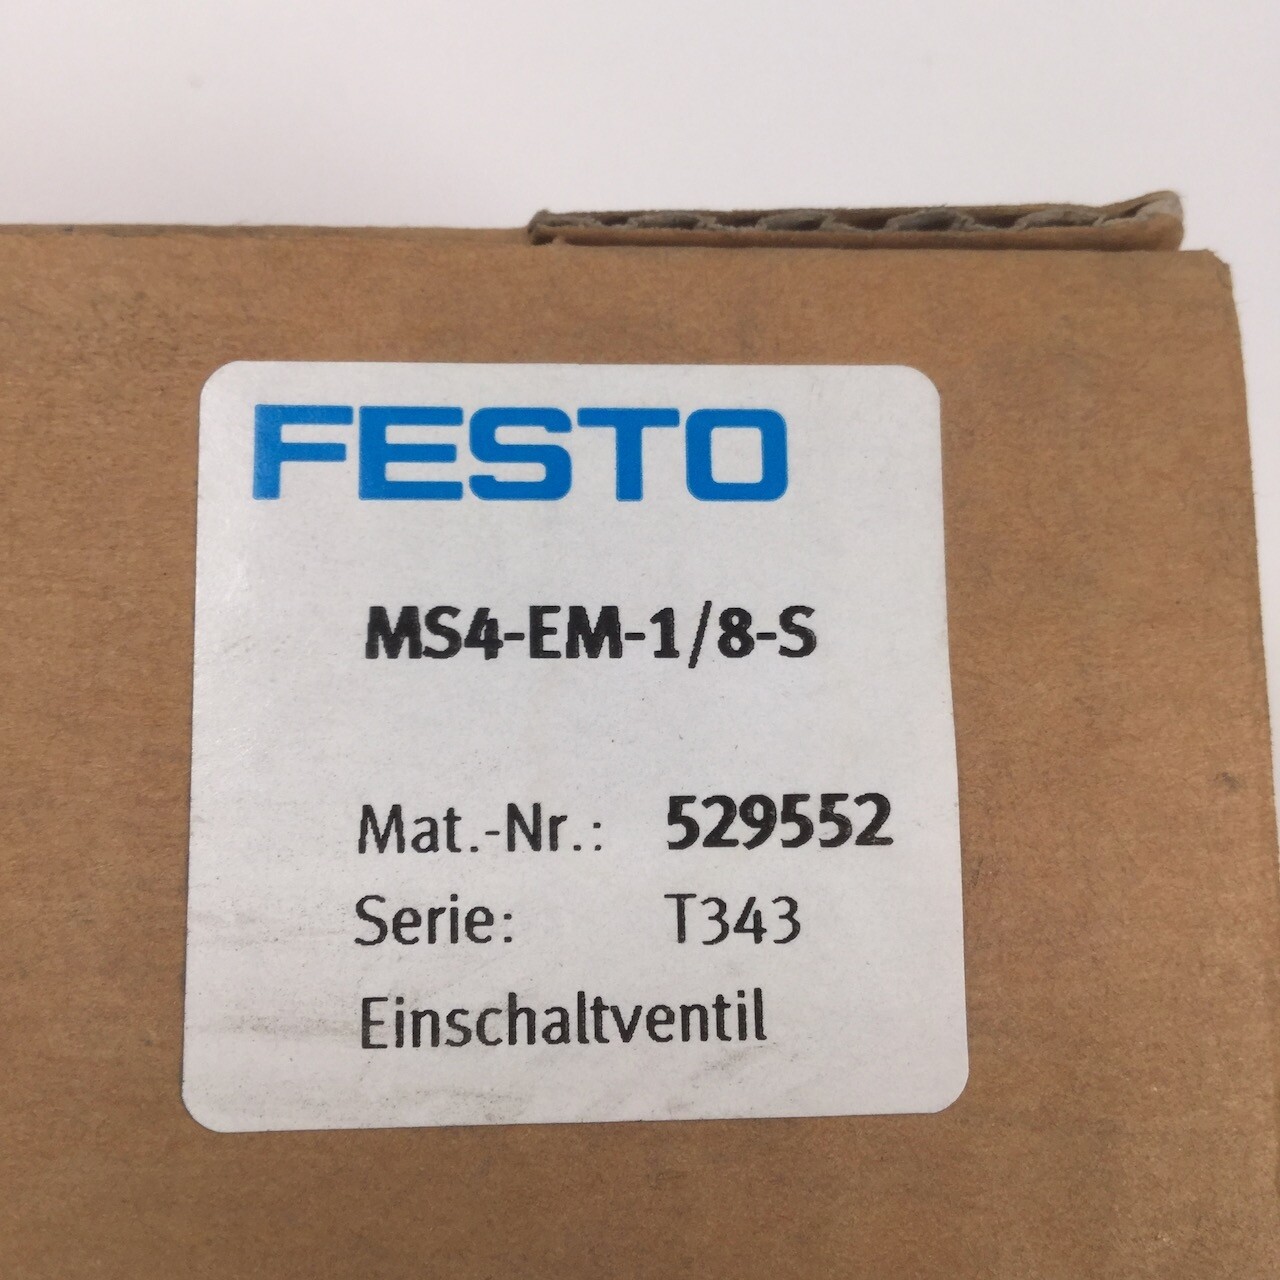 FESTO
MS4-EM-1/8-S
Mat.-Nr.: 529552
Serie: T343
Einschaltventil